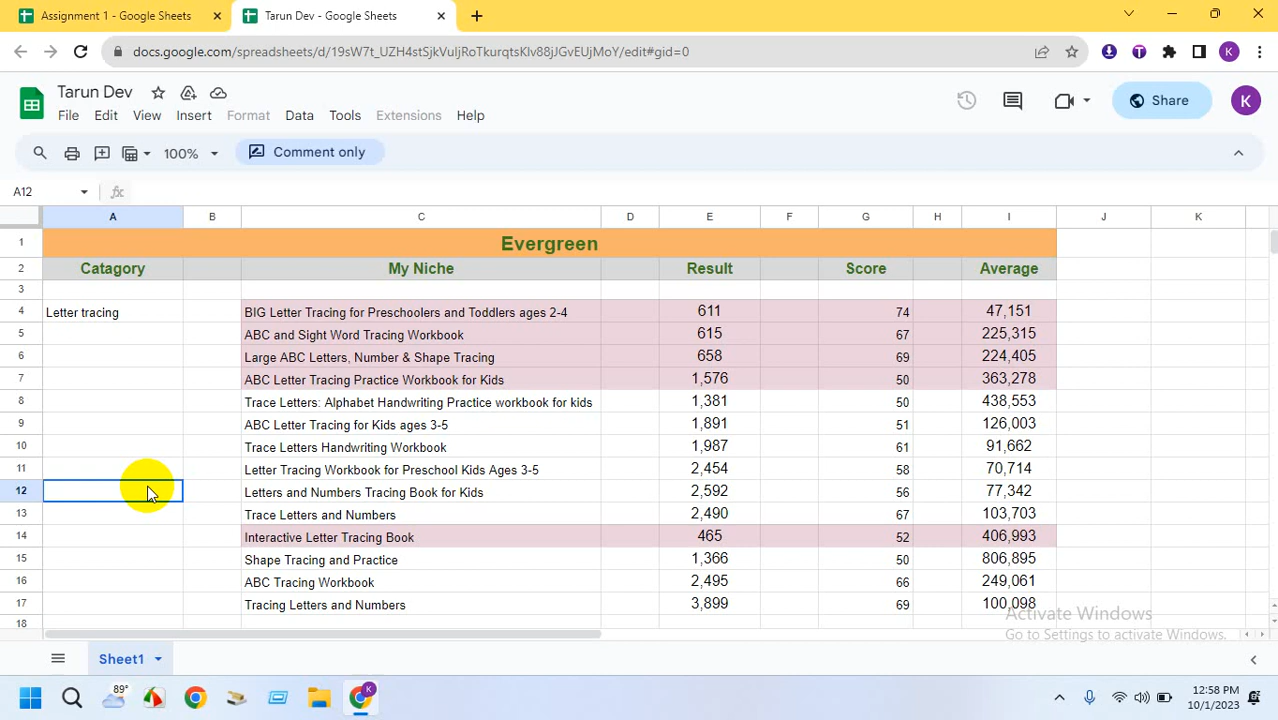 Assignment 1 - Google Sheets
Tarun Dev - Google Sheets
docs.google.com/spreadsheets/d/19sW7t_UZH4stSjkVuljRoTkurqtsKlv88jJGvEUjMoY/edit#gid=0
K
Tarun Dev
Share
K
File Edit View Insert Format Data Tools Extensions Help
100% Comment only
A12 fx
A B C D E F G H I J K
1 Evergreen
2 Catagory My Niche Result Score Average
3
4 Letter tracing BIG Letter Tracing for Preschoolers and Toddlers ages 2-4 611 74 47,151
5 ABC and Sight Word Tracing Workbook 615 67 225,315
6 Large ABC Letters, Number & Shape Tracing 658 69 224,405
7 ABC Letter Tracing Practice Workbook for Kids 1,576 50 363,278
8 Trace Letters: Alphabet Handwriting Practice workbook for kids 1,381 50 438,553
9 ABC Letter Tracing for Kids ages 3-5 1,891 51 126,003
10 Trace Letters Handwriting Workbook 1,987 61 91,662
11 Letter Tracing Workbook for Preschool Kids Ages 3-5 2,454 58 70,714
12 Letters and Numbers Tracing Book for Kids 2,592 56 77,342
13 Trace Letters and Numbers 2,490 67 103,703
14 Interactive Letter Tracing Book 465 52 406,993
15 Shape Tracing and Practice 1,366 50 806,895
16 ABC Tracing Workbook 2,495 66 249,061
17 Tracing Letters and Numbers 3,899 69 100,098
18
Activate Windows
Go to Settings to activate Windows.
Sheet1
89°
K
12:58 PM
10/1/2023